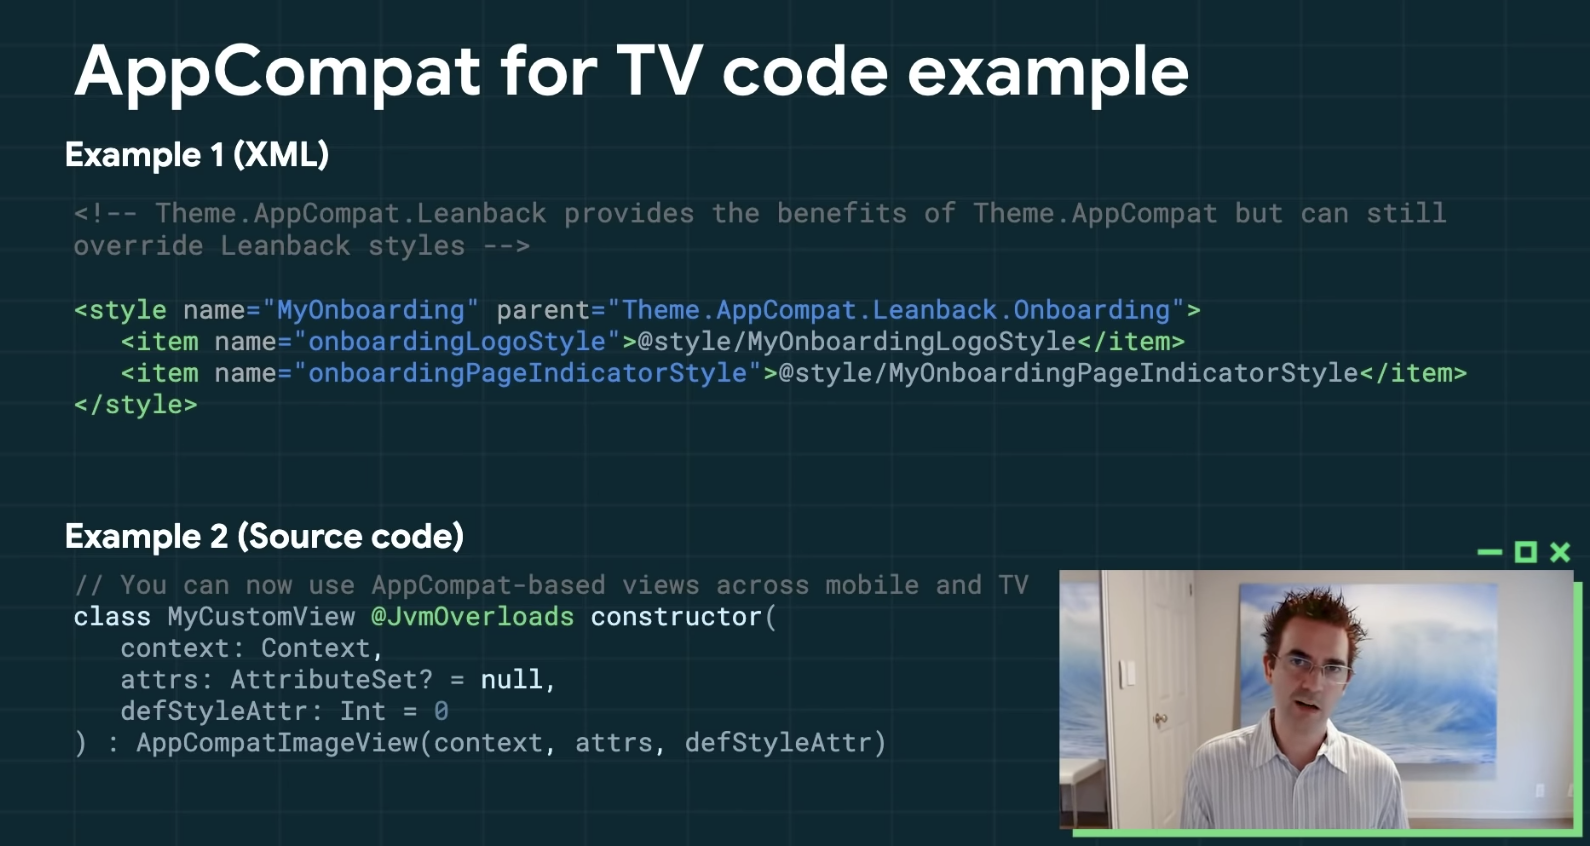 AppCompat for TV code example
Example 1 (XML)
<!-- Theme.AppCompat.Leanback provides the benefits of Theme.AppCompat but can still
override Leanback styles -->
<style name="MyOnboarding" parent="Theme.AppCompat.Leanback.Onboarding">
<item name="onboardingLogoStyle">@style/MyOnboardingLogoStyle</item>
<item name="onboardingPageIndicatorStyle">@style/MyOnboardingPageIndicatorStyle</item>
</style>
Example 2 (Source code)
// You can now use AppCompat-based views across mobile and TV
class MyCustomView @JvmOverloads constructor(
context: Context,
attrs: AttributeSet? = null,
defStyleAttr: Int = 0
) : AppCompatImageView(context, attrs, defStyleAttr)